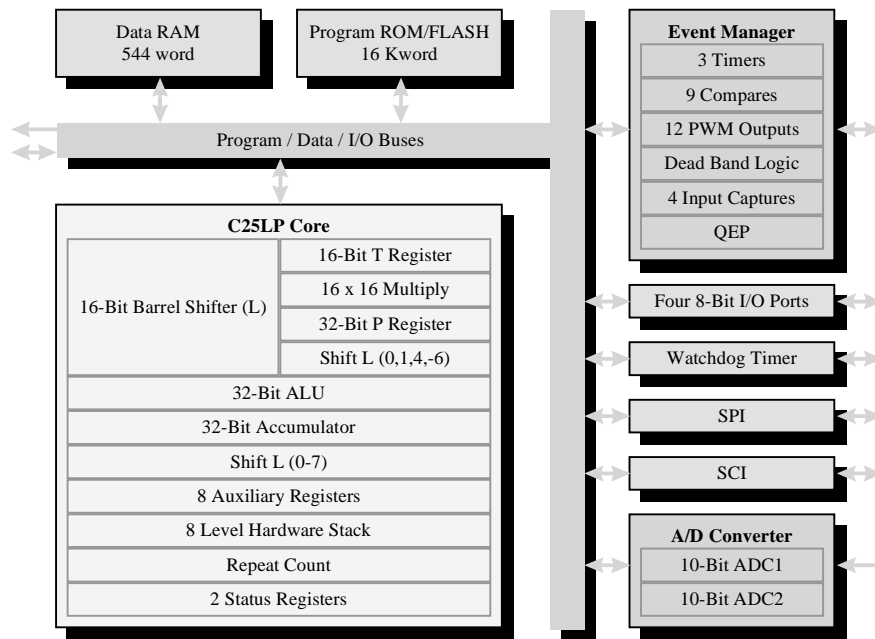 Data RAM
544 word
Program ROM/FLASH
16 Kword
Program / Data / I/O Buses
C25LP Core
16-Bit Barrel Shifter (L)
16-Bit T Register
16 x 16 Multiply
32-Bit P Register
Shift L (0,1,4,-6)
32-Bit ALU
32-Bit Accumulator
Shift L (0-7)
8 Auxiliary Registers
8 Level Hardware Stack
Repeat Count
2 Status Registers
Event Manager
3 Timers
9 Compares
12 PWM Outputs
Dead Band Logic
4 Input Captures
QEP
Four 8-Bit I/O Ports
Watchdog Timer
SPI
SCI
A/D Converter
10-Bit ADC1
10-Bit ADC2